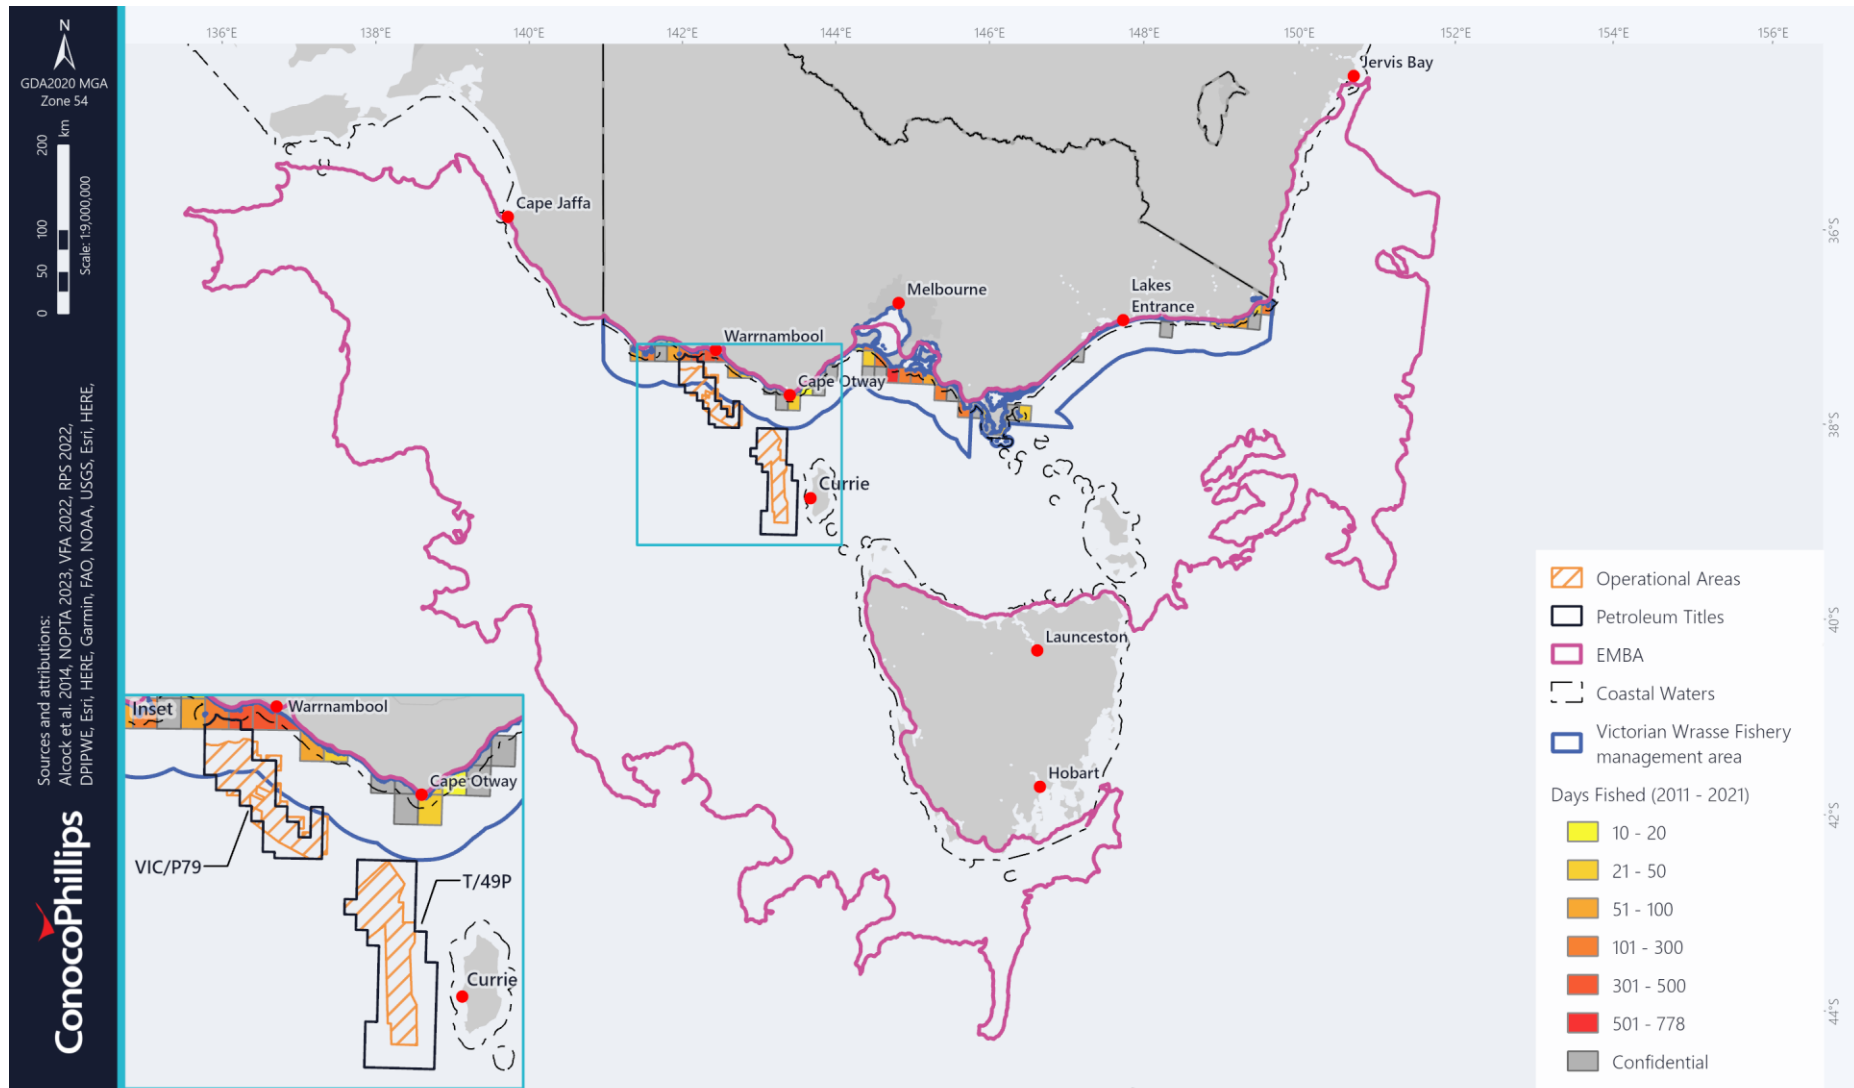 N
GDA2020 MGA
Zone 54
0 50 100 200
km
Scale: 1:9,000,000
Sources and attributions:
Alcock et al. 2014, NOPTA 2023, VFA 2022, RPS 2022,
DPIPWE, Esri, HERE, Garmin, FAO, NOAA, USGS, Esri, HERE,
ConocoPhillips
136°E 138°E 140°E 142°E 144°E 146°E 148°E 150°E 152°E 154°E 156°E
36°S
38°S
40°S
42°S
44°S
Jervis Bay
Cape Jaffa
Melbourne
Lakes
Entrance
Warrnambool
Cape Otway
Currie
Launceston
Hobart
Inset
Warrnambool
Cape Otway
VIC/P79
T/49P
Currie
Operational Areas
Petroleum Titles
EMBA
Coastal Waters
Victorian Wrasse Fishery
management area
Days Fished (2011 - 2021)
10 - 20
21 - 50
51 - 100
101 - 300
301 - 500
501 - 778
Confidential